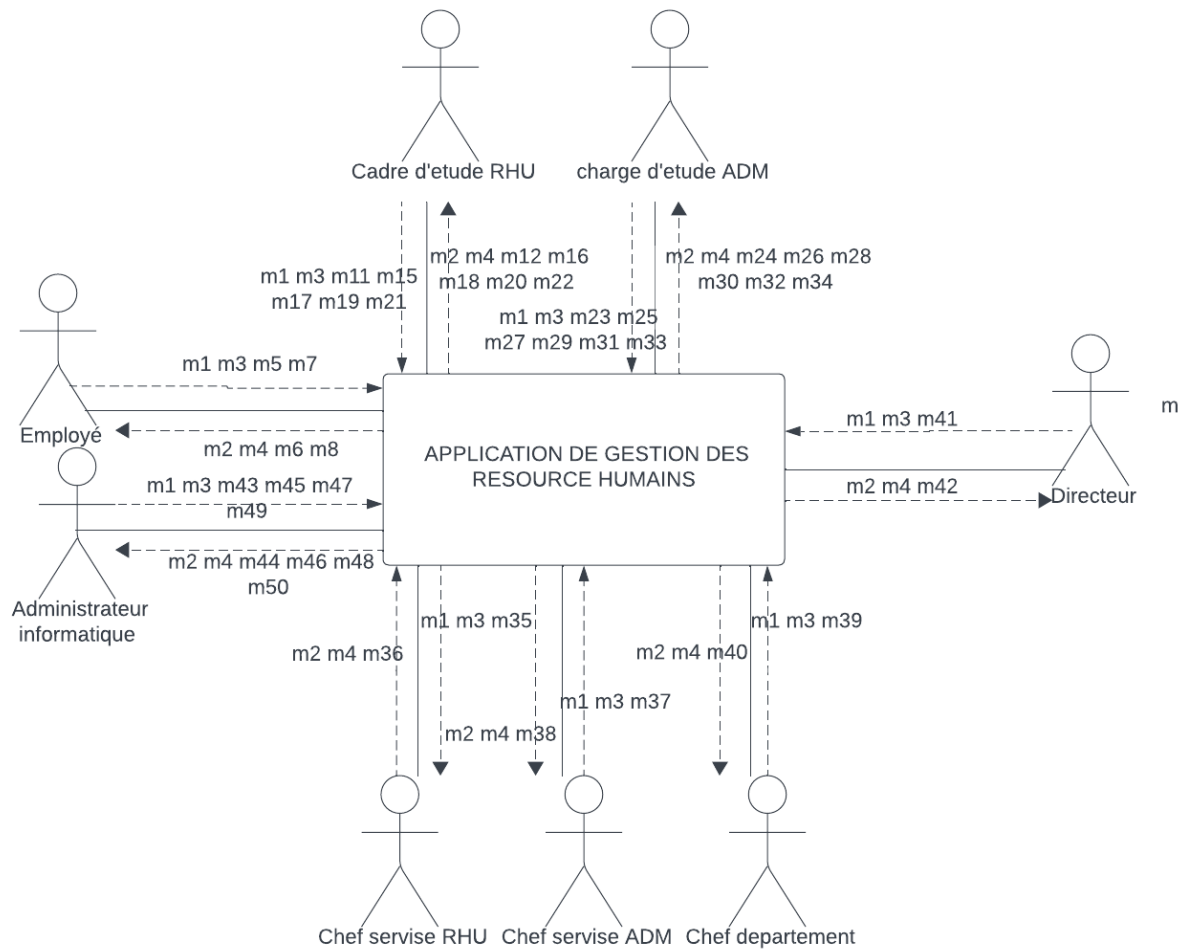 Cadre d'etude RHU
charge d'etude ADM
m1 m3 m11 m15
m17 m19 m21
m2 m4 m12 m16
m18 m20 m22
m1 m3 m23 m25
m27 m29 m31 m33
m2 m4 m24 m26 m28
m30 m32 m34
m1 m3 m5 m7
Employé
m2 m4 m6 m8
m1 m3 m43 m45 m47
m49
m2 m4 m44 m46 m48
m50
Administrateur
informatique
APPLICATION DE GESTION DES
RESOURCE HUMAINS
m1 m3 m41
m
m2 m4 m42
Directeur
m2 m4 m36
m1 m3 m35
m2 m4 m38
m1 m3 m37
m2 m4 m40
m1 m3 m39
Chef servise RHU
Chef servise ADM
Chef departement